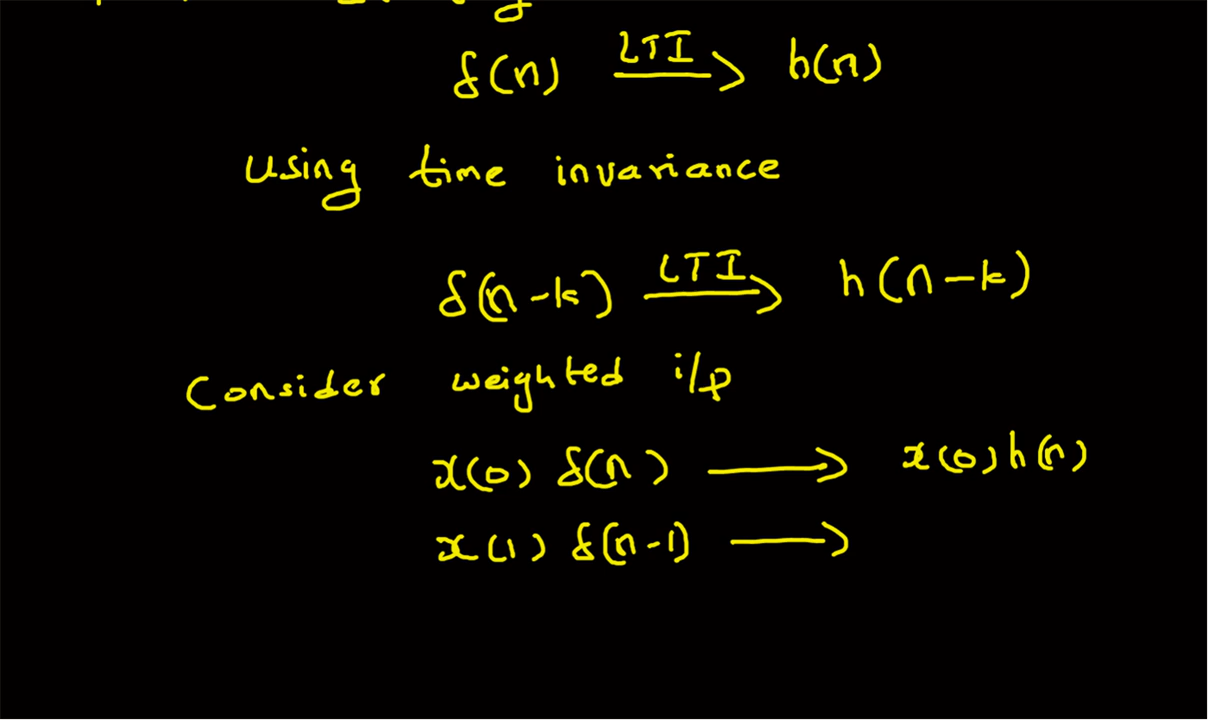 δ(n) LTI→ h(n)
Using time invariance
δ(n-k) LTI→ h(n-k)
Consider weighted i/p
x(0) δ(n) → x(0)h(n)
x(1) δ(n-1) →